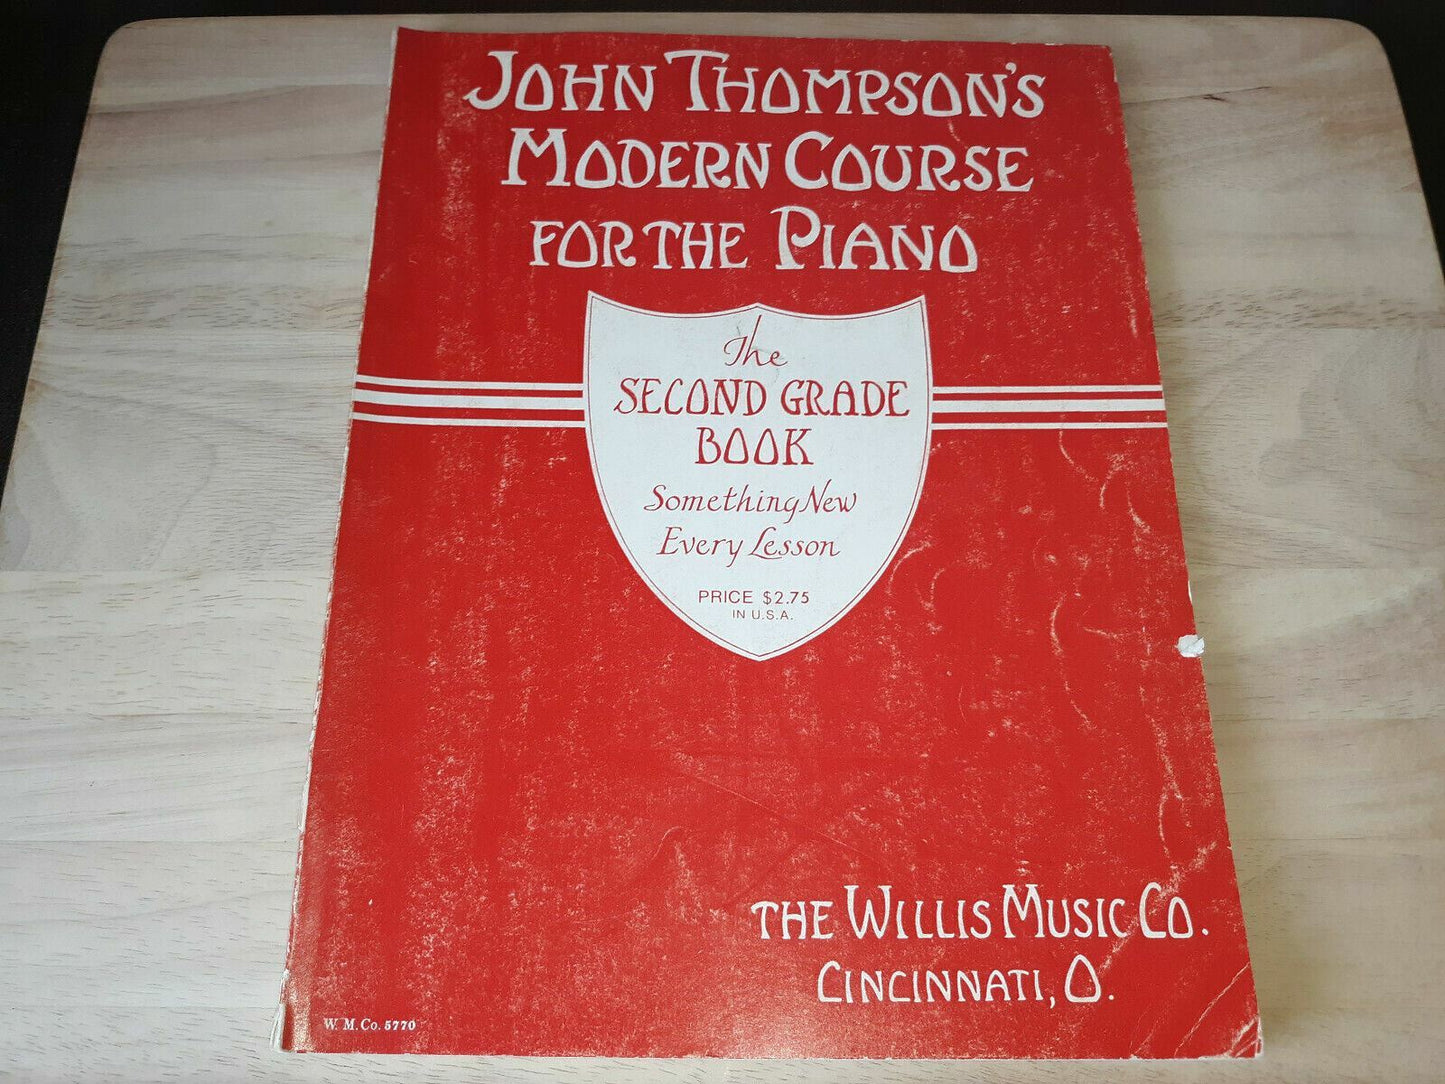 JOHN THOMPSON'S
MODERN COURSE
FOR THE PIANO
The
SECOND GRADE
BOOK
Something New
Every Lesson
PRICE $2.75
IN U.S.A.
THE WILLIS MUSIC CO.
CINCINNATI, O.
W. M. Co. 5770